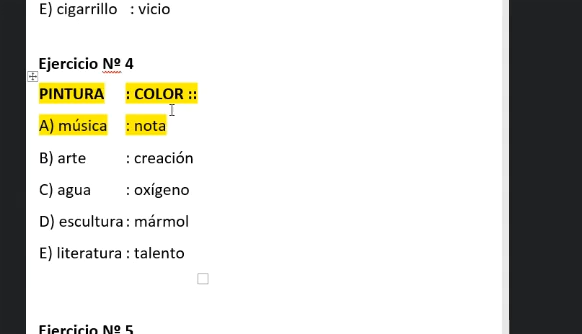 E) cigarrillo : vicio
Ejercicio Nº 4
PINTURA : COLOR ::
A) música : nota
B) arte : creación
C) agua : oxígeno
D) escultura : mármol
E) literatura : talento
Ejercicio Nº 5